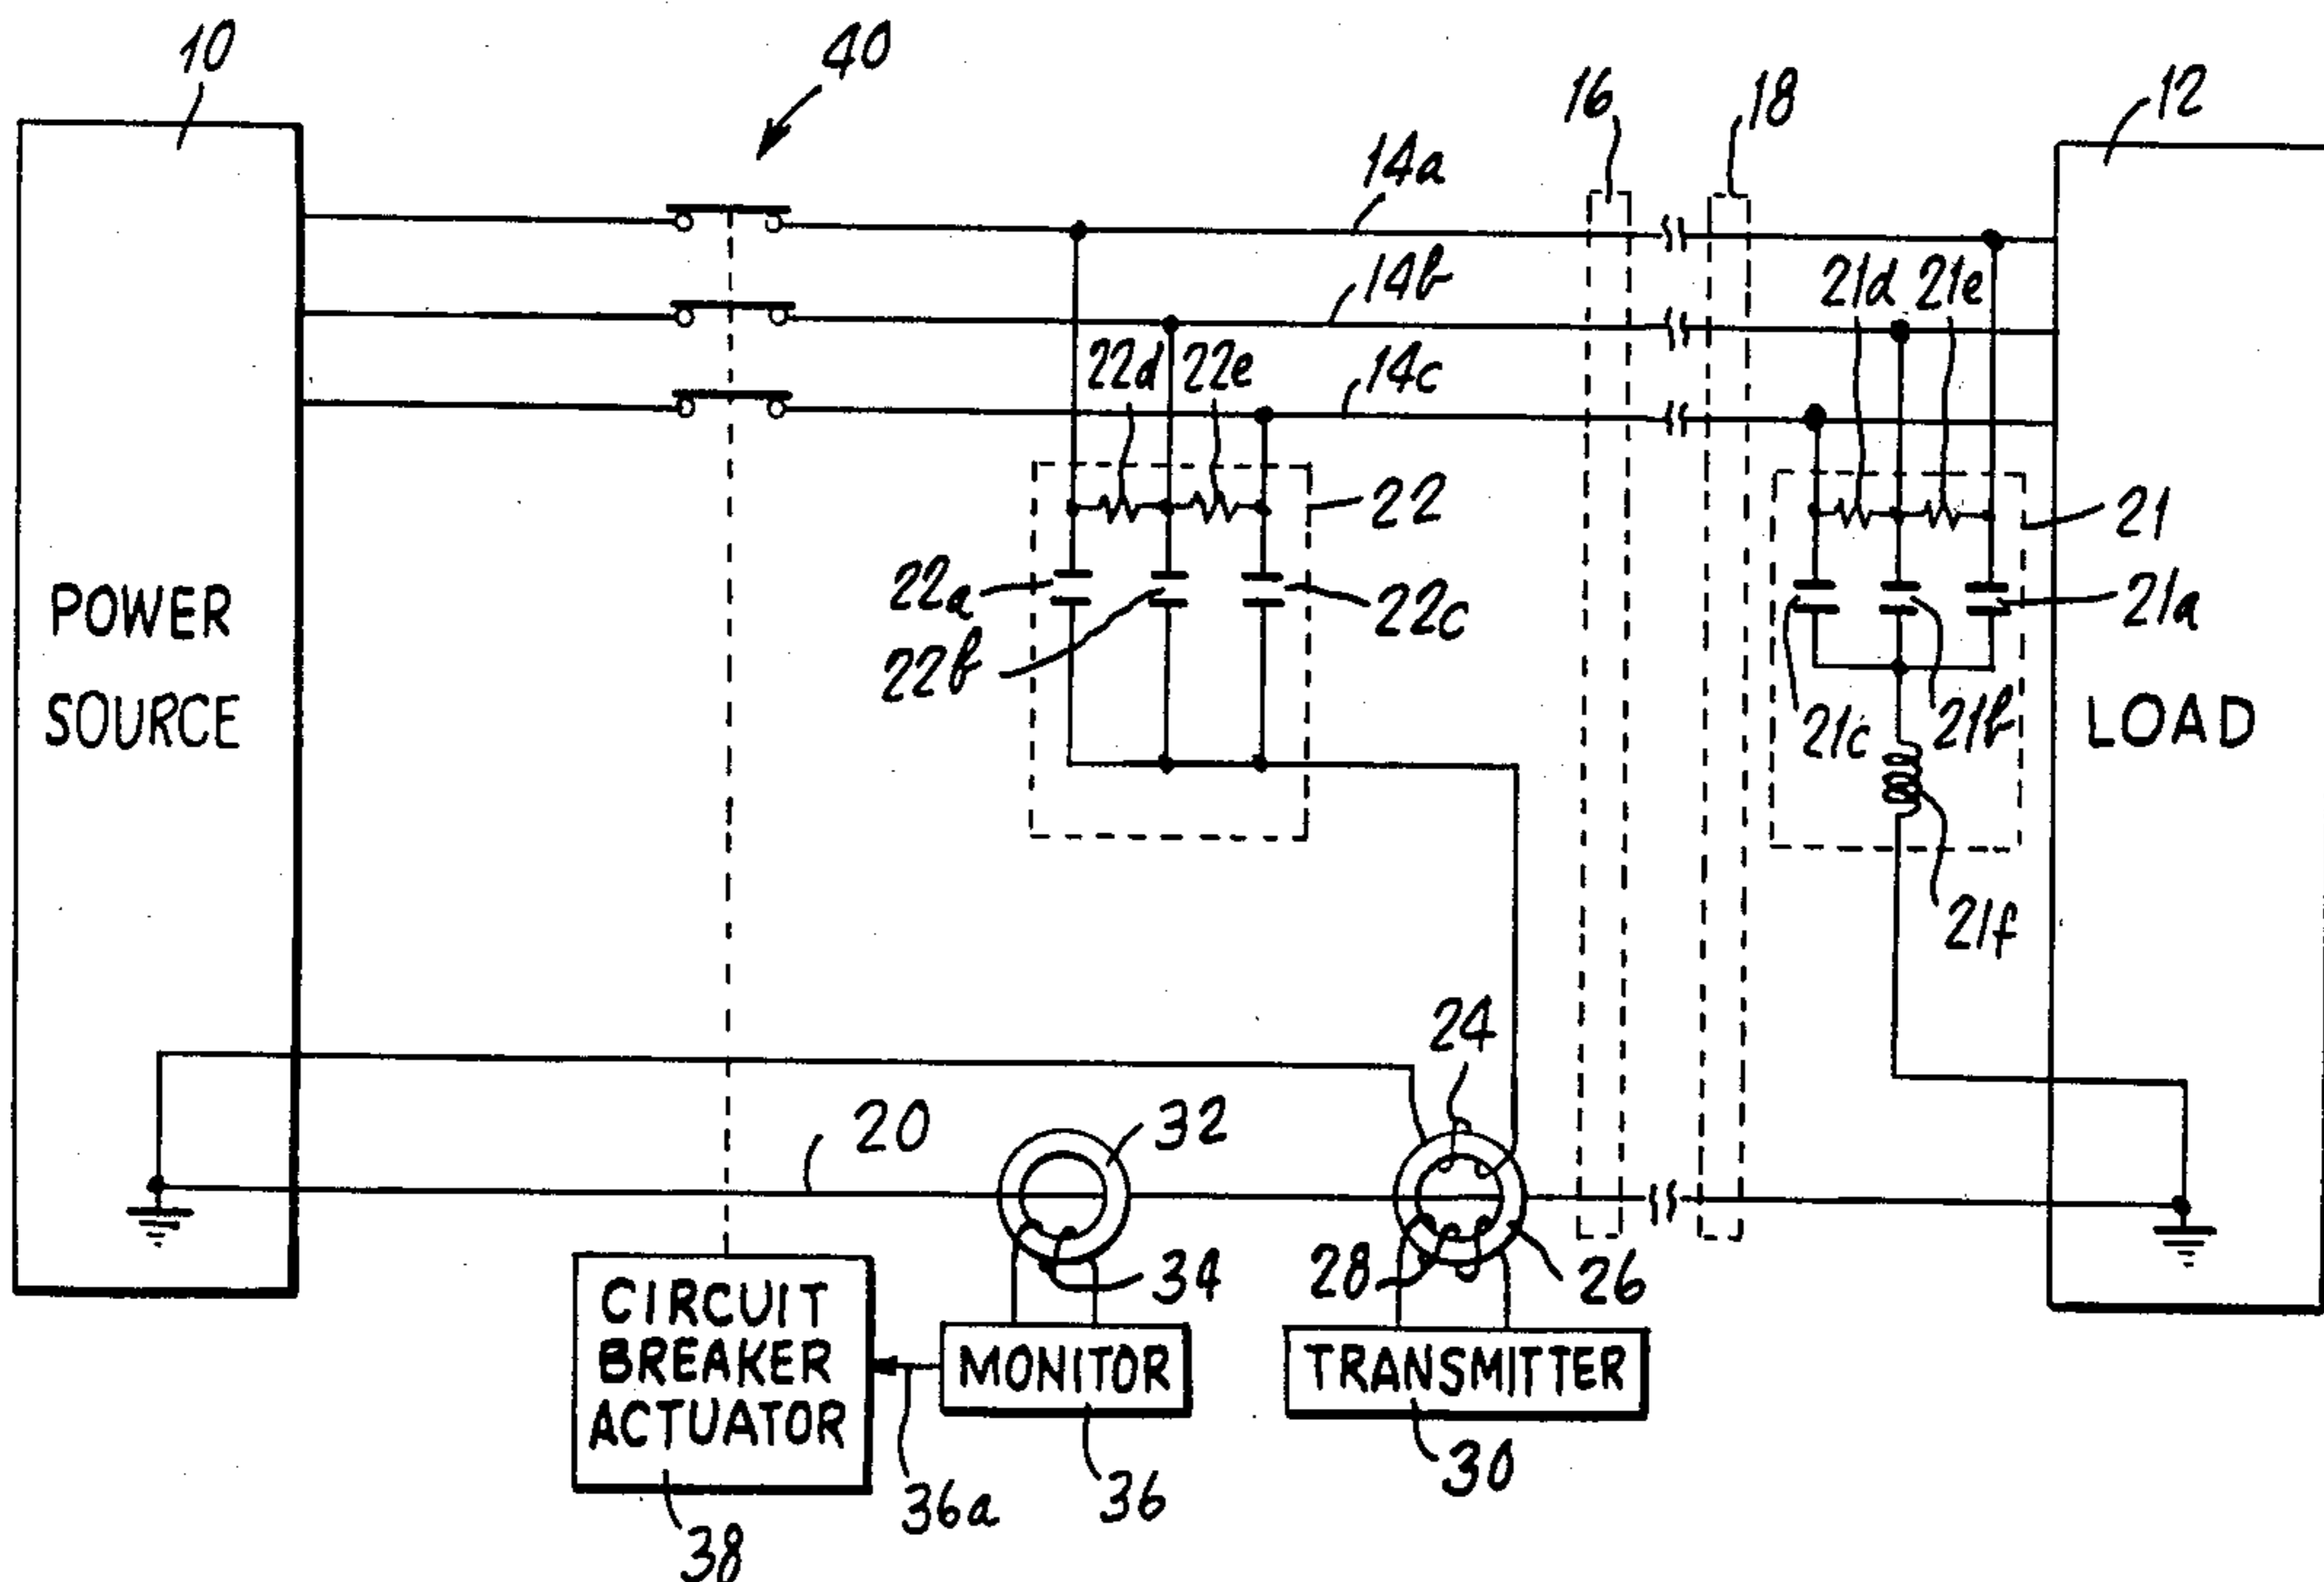 10
40
16
18
12
14a
14b
21d 21e
22d 22e
14c
22
21
22a
22c
21a
22b
POWER
SOURCE
21c
21b
LOAD
21f
24
20
32
28
26
34
CIRCUIT
BREAKER
ACTUATOR
MONITOR
TRANSMITTER
36a
36
30
38